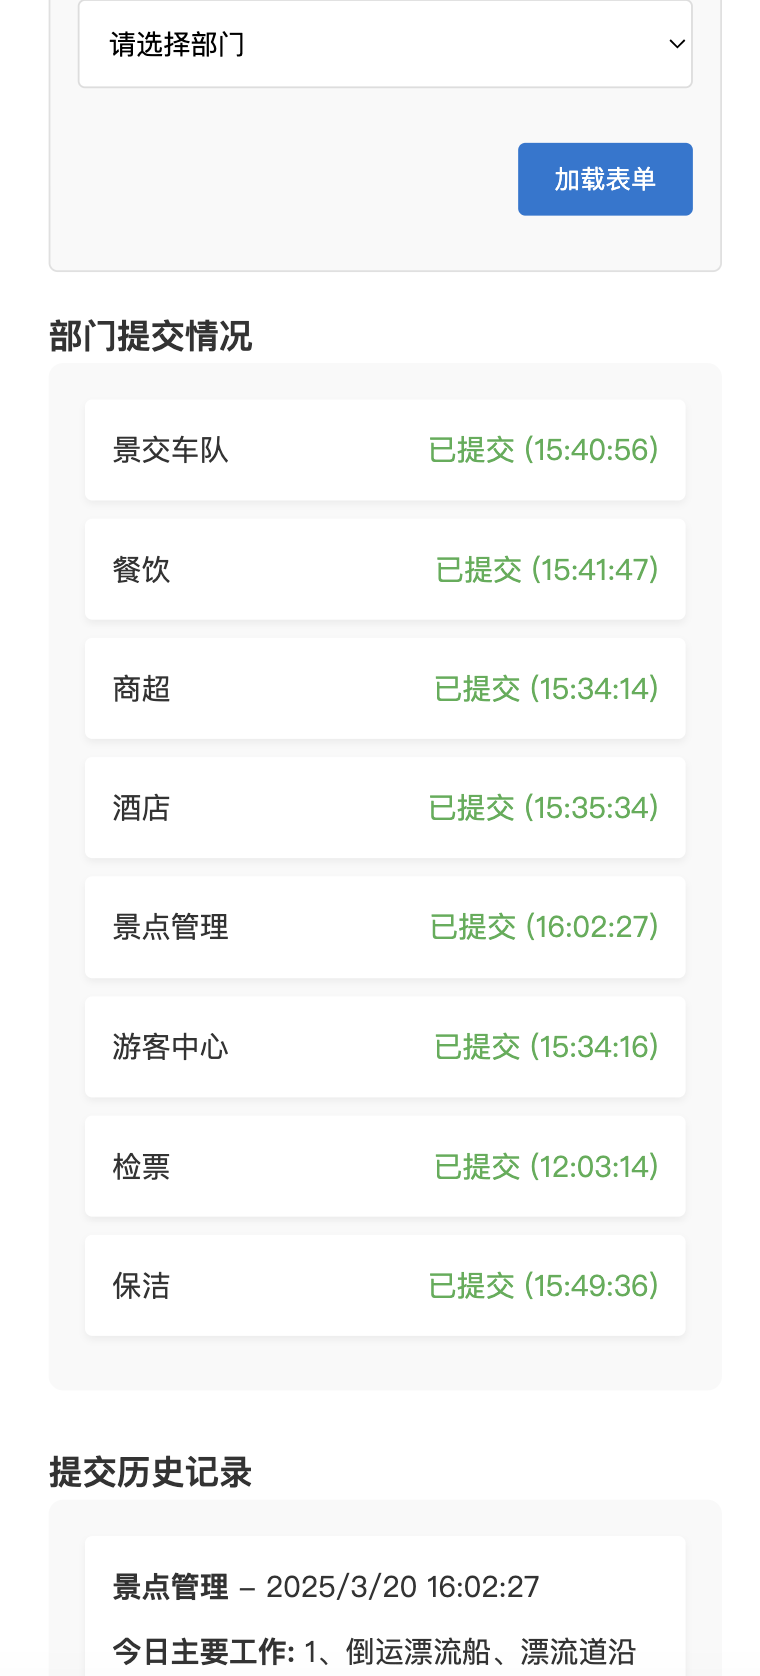 请选择部门
加载表单
部门提交情况
景交车队 已提交 (15:40:56)
餐饮 已提交 (15:41:47)
商超 已提交 (15:34:14)
酒店 已提交 (15:35:34)
景点管理 已提交 (16:02:27)
游客中心 已提交 (15:34:16)
检票 已提交 (12:03:14)
保洁 已提交 (15:49:36)
提交历史记录
景点管理 – 2025/3/20 16:02:27
今日主要工作: 1、倒运漂流船、漂流道沿